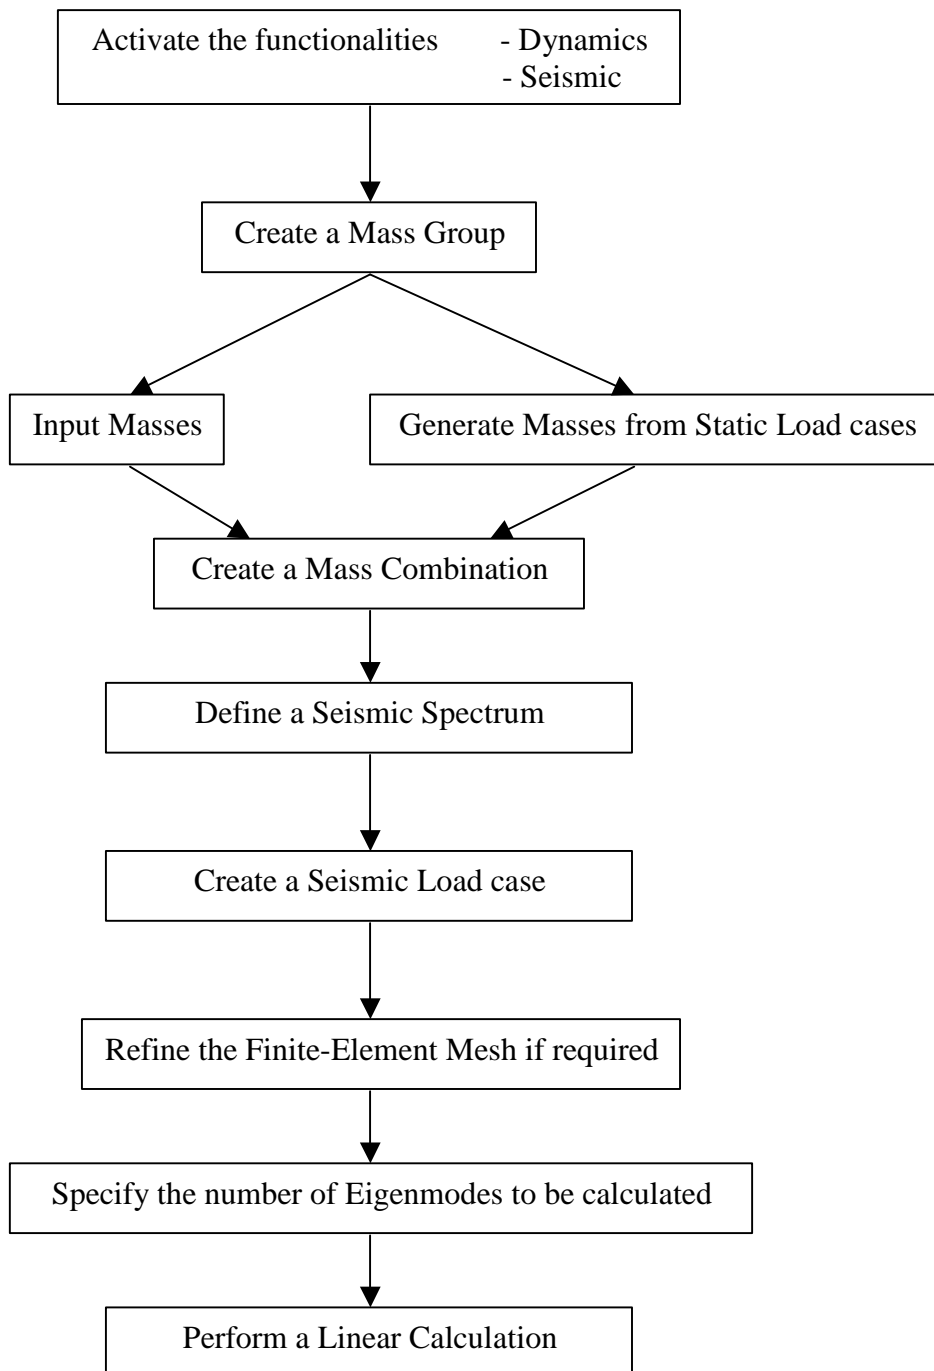 Activate the functionalities - Dynamics
- Seismic
Create a Mass Group
Input Masses
Generate Masses from Static Load cases
Create a Mass Combination
Define a Seismic Spectrum
Create a Seismic Load case
Refine the Finite-Element Mesh if required
Specify the number of Eigenmodes to be calculated
Perform a Linear Calculation